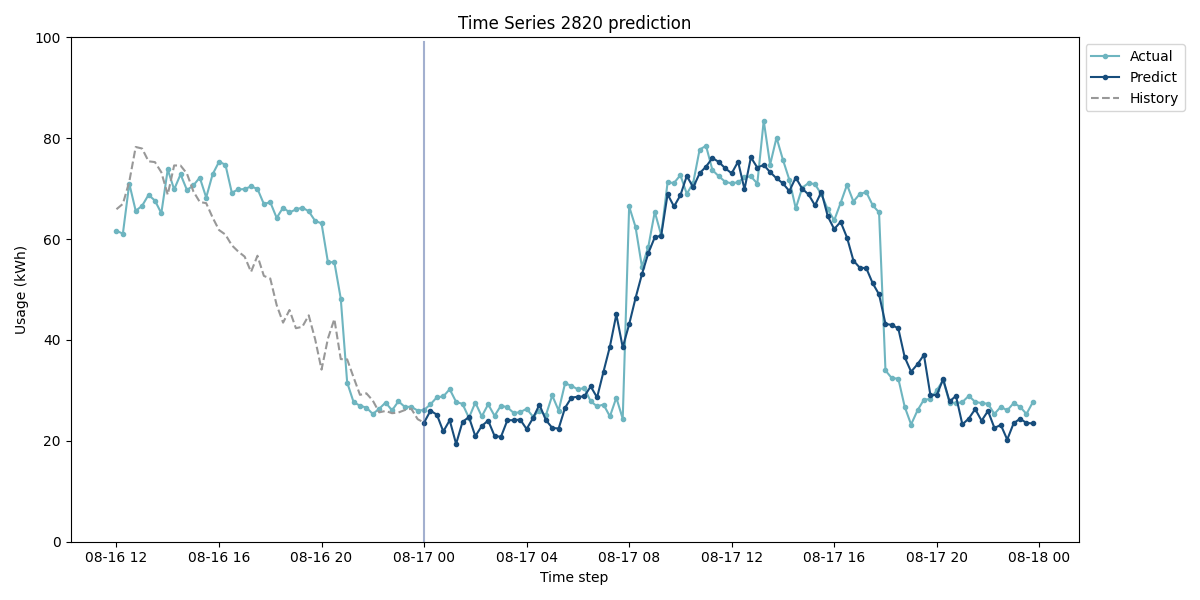 Time Series 2820 prediction
Usage (kWh)
100
80
60
40
20
0
08-16 12
08-16 16
08-16 20
08-17 00
08-17 04
08-17 08
08-17 12
08-17 16
08-17 20
08-18 00
Time step
Actual
Predict
History